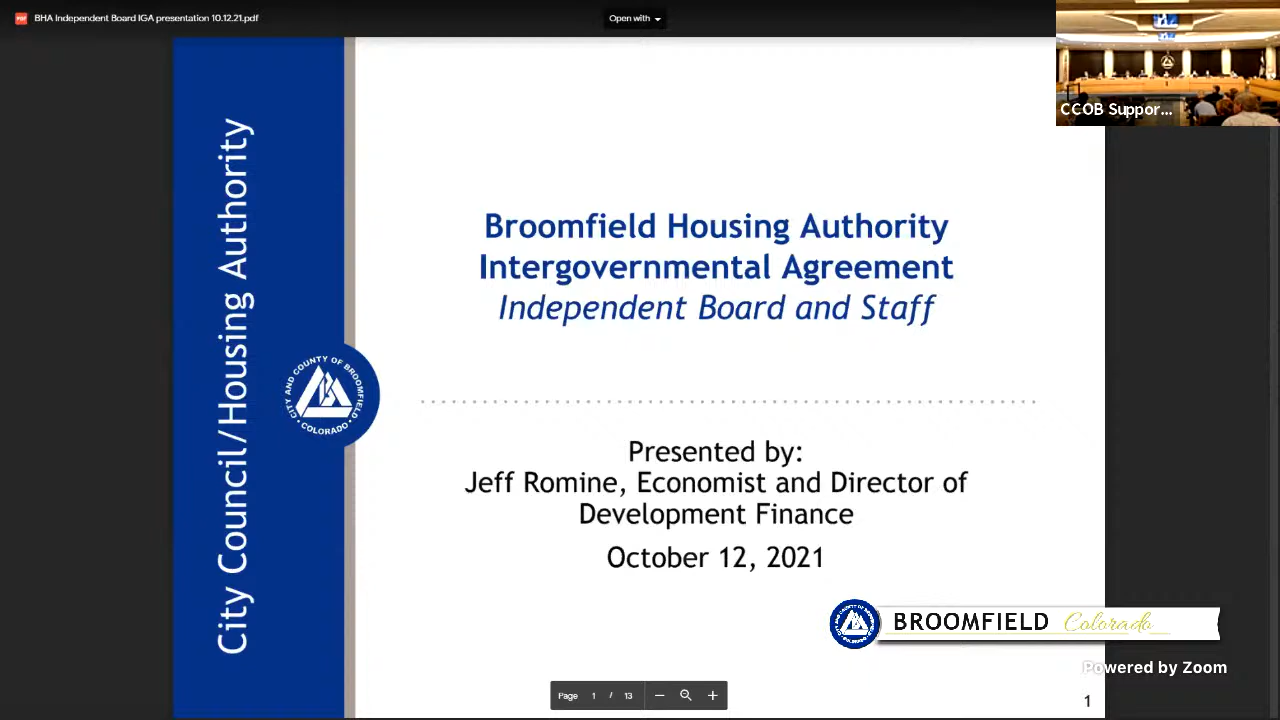 BHA Independent Board IGA presentation 10.12.21.pdf
Open with
CCOB Suppor...
City Council/Housing Authority
Broomfield Housing Authority
Intergovernmental Agreement
Independent Board and Staff
CITY AND COUNTY OF BROOMFIELD
• COLORADO •
Presented by:
Jeff Romine, Economist and Director of
Development Finance
October 12, 2021
BROOMFIELD Colorado
Powered by Zoom
Page 1 / 13
1